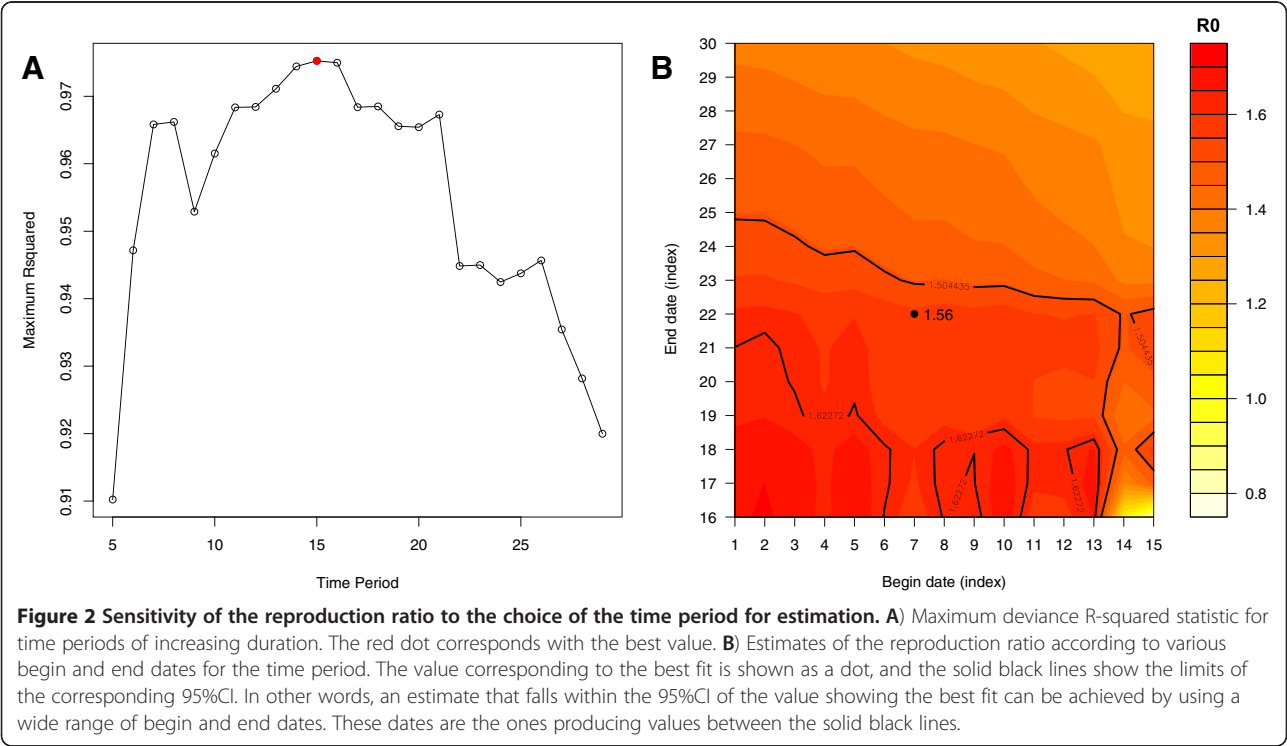 A
0.97
0.96
0.95
0.94
0.93
0.92
0.91
Maximum Rsquared
5 10 15 20 25
Time Period
B
30
29
28
27
26
25
24
23
22
21
20
19
18
17
16
End date (index)
1.504435
1.56
1.504435
1.62272
1.62272
1.62272
1.62272
1 2 3 4 5 6 7 8 9 10 11 12 13 14 15
Begin date (index)
R0
1.6
1.4
1.2
1.0
0.8
Figure 2 Sensitivity of the reproduction ratio to the choice of the time period for estimation. A) Maximum deviance R-squared statistic for
time periods of increasing duration. The red dot corresponds with the best value. B) Estimates of the reproduction ratio according to various
begin and end dates for the time period. The value corresponding to the best fit is shown as a dot, and the solid black lines show the limits of
the corresponding 95%CI. In other words, an estimate that falls within the 95%CI of the value showing the best fit can be achieved by using a
wide range of begin and end dates. These dates are the ones producing values between the solid black lines.